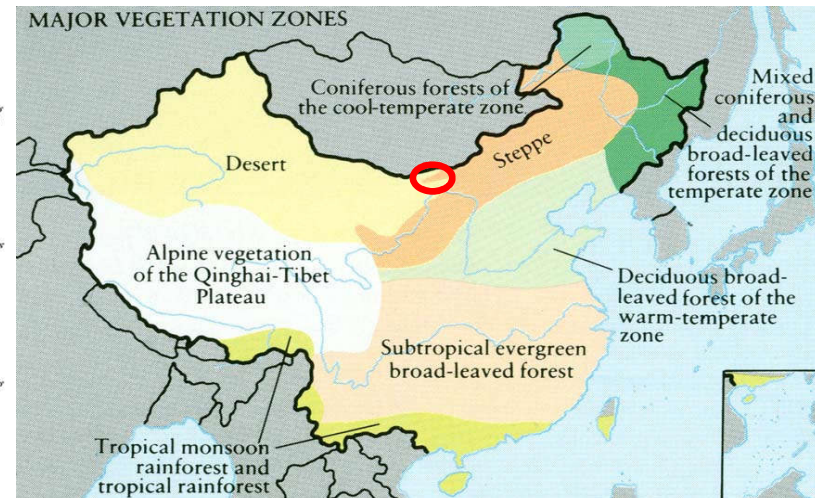 MAJOR VEGETATION ZONES
Coniferous forests of
the cool-temperate zone
Mixed
coniferous
and
deciduous
broad-leaved
forests of the
temperate zone
Steppe
Desert
Alpine vegetation
of the Qinghai-Tibet
Plateau
Deciduous broad-
leaved forest of the
warm-temperate
zone
Subtropical evergreen
broad-leaved forest
Tropical monsoon
rainforest and
tropical rainforest